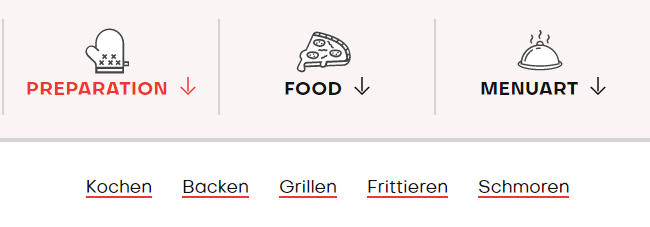 PREPARATION ↓ FOOD ↓ MENUART ↓
Kochen Backen Grillen Frittieren Schmoren